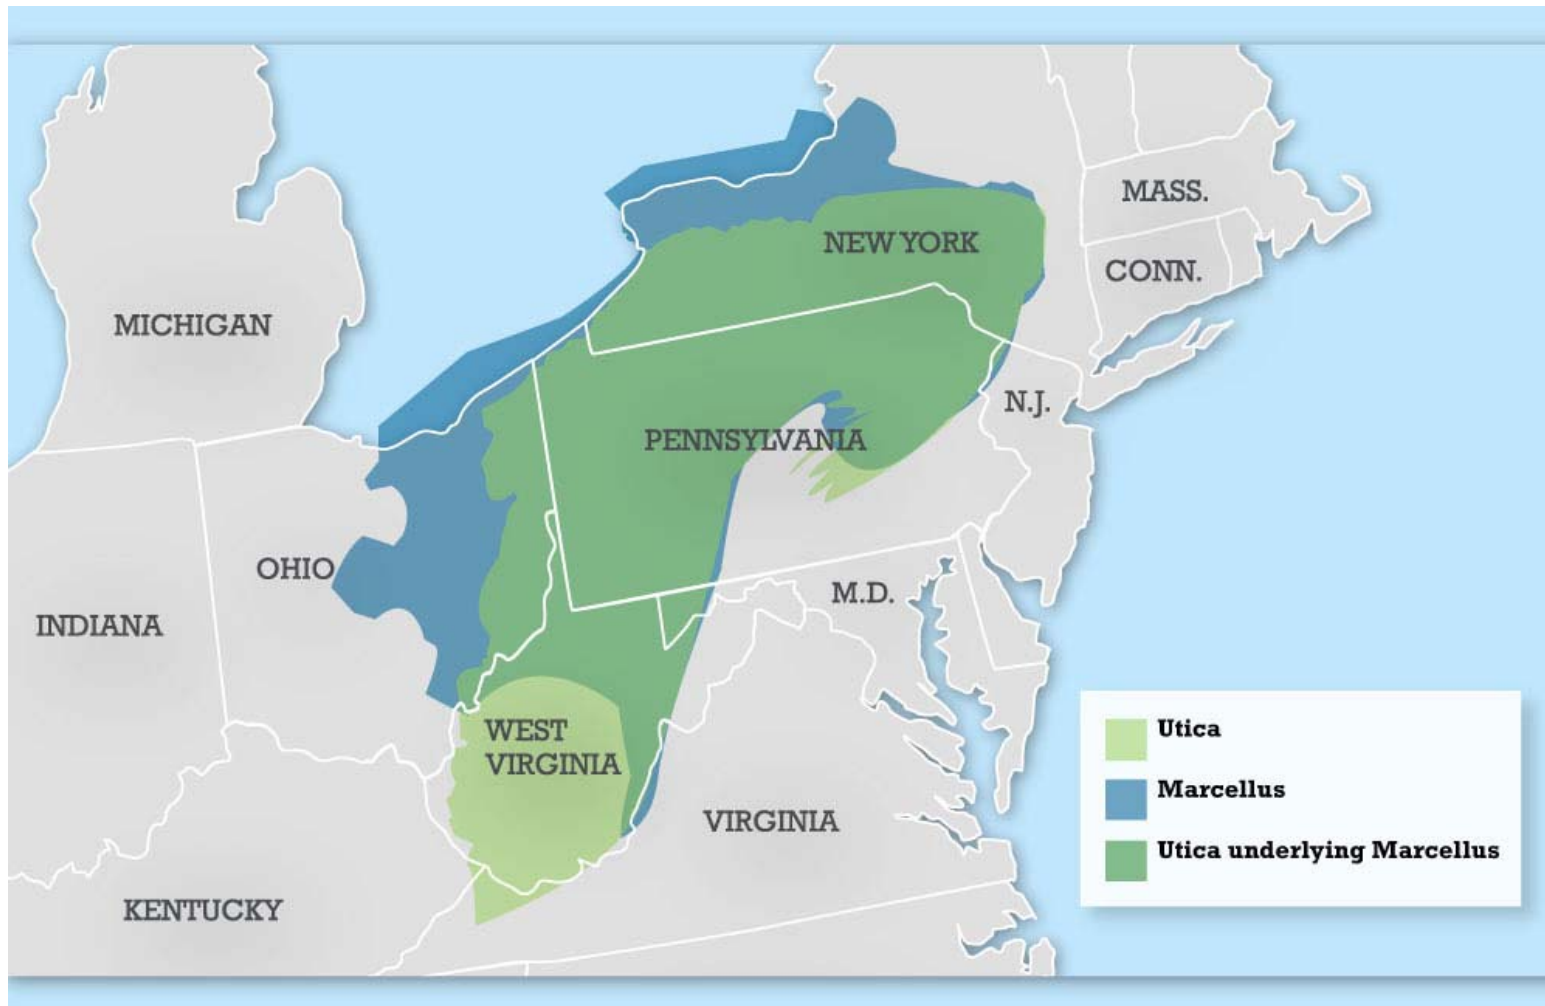 MASS.
NEW YORK
CONN.
MICHIGAN
N.J.
PENNSYLVANIA
OHIO
M.D.
INDIANA
WEST
VIRGINIA
VIRGINIA
KENTUCKY
Utica
Marcellus
Utica underlying Marcellus